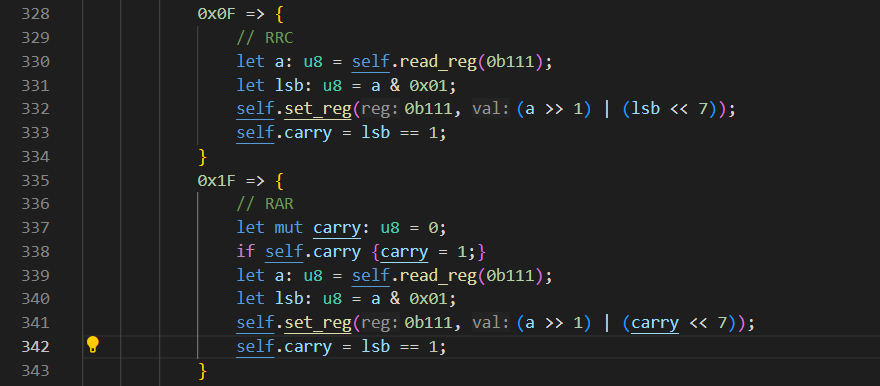 328 0x0F => {
329 // RRC
330 let a: u8 = self.read_reg(0b111);
331 let lsb: u8 = a & 0x01;
332 self.set_reg(reg: 0b111, val: (a >> 1) | (lsb << 7));
333 self.carry = lsb == 1;
334 }
335 0x1F => {
336 // RAR
337 let mut carry: u8 = 0;
338 if self.carry {carry = 1;}
339 let a: u8 = self.read_reg(0b111);
340 let lsb: u8 = a & 0x01;
341 self.set_reg(reg: 0b111, val: (a >> 1) | (carry << 7));
342 self.carry = lsb == 1;
343 }